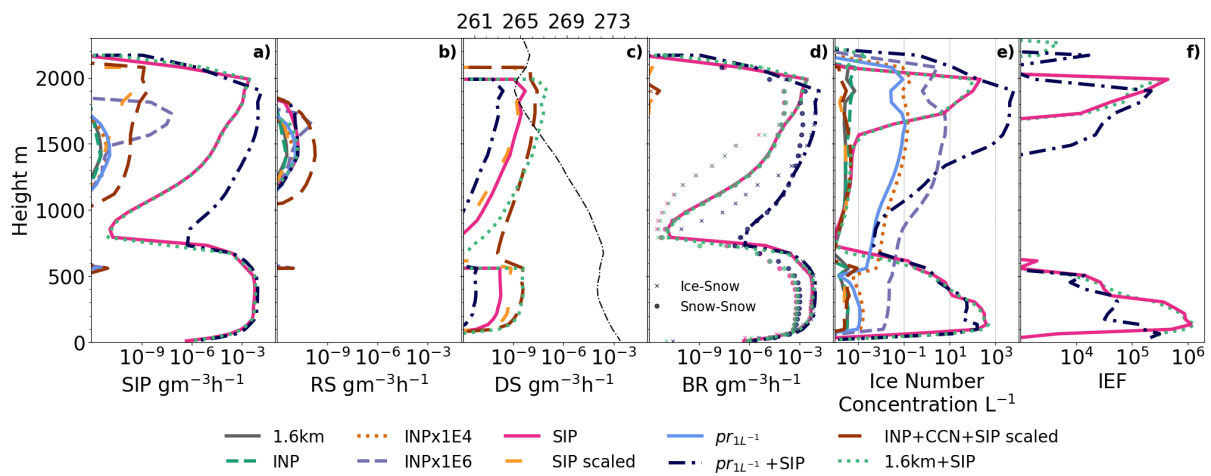 261 265 269 273
a) b) c) d) e) f)
2000
1500
1000
500
0
Height m
Ice-Snow
Snow-Snow
10⁻⁹ 10⁻⁶ 10⁻³ 10⁻⁹ 10⁻⁶ 10⁻³ 10⁻⁹ 10⁻⁶ 10⁻³ 10⁻⁹ 10⁻⁶ 10⁻³ 10⁻³ 10⁻¹ 10¹ 10³ 10⁴ 10⁵ 10⁶
SIP gm⁻³h⁻¹ RS gm⁻³h⁻¹ DS gm⁻³h⁻¹ BR gm⁻³h⁻¹ Ice Number IEF
Concentration L⁻¹
1.6km INPx1E4 SIP pr₁L⁻¹ INP+CCN+SIP scaled
INP INPx1E6 SIP scaled pr₁L⁻¹ +SIP 1.6km+SIP